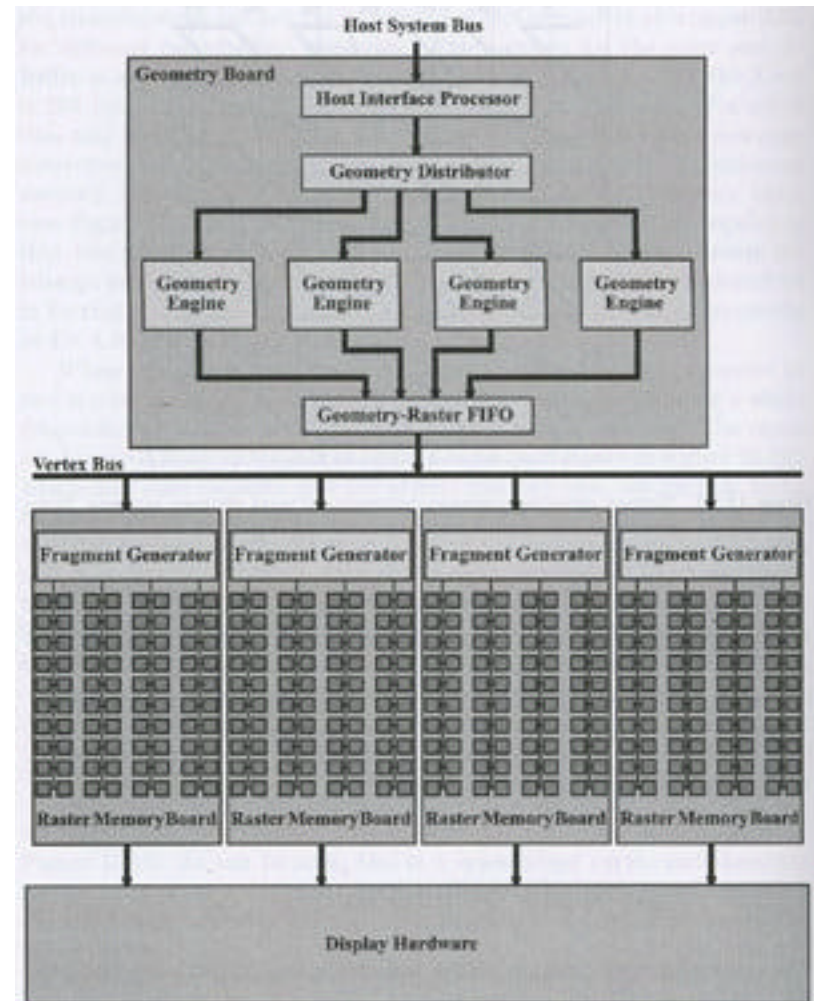 Host System Bus
Geometry Board
Host Interface Processor
Geometry Distributor
Geometry Engine
Geometry Engine
Geometry Engine
Geometry Engine
Geometry-Raster FIFO
Vertex Bus
Fragment Generator
Fragment Generator
Fragment Generator
Fragment Generator
Raster Memory Board
Raster Memory Board
Raster Memory Board
Raster Memory Board
Display Hardware